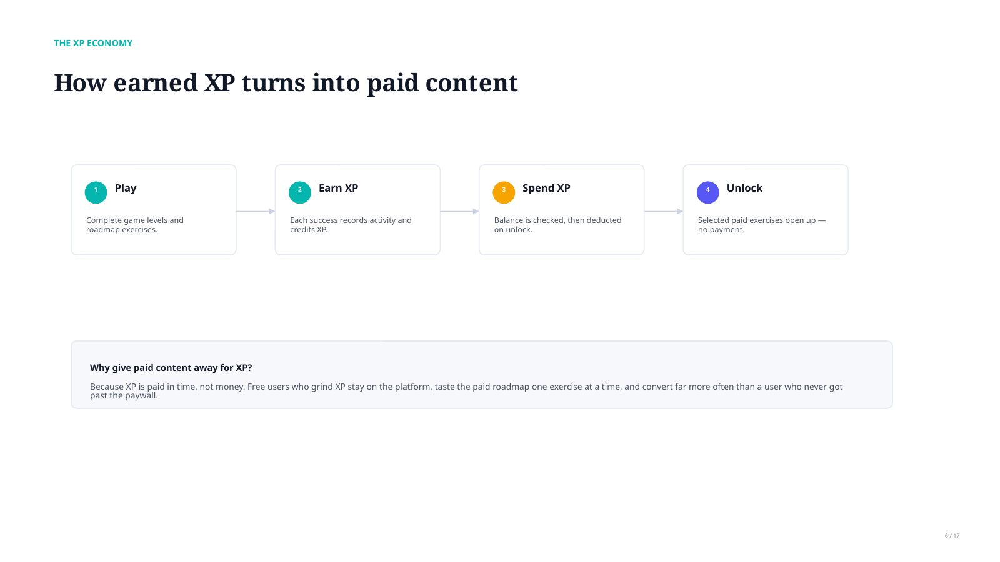 THE XP ECONOMY
How earned XP turns into paid content
1
Play
Complete game levels and
roadmap exercises.
2
Earn XP
Each success records activity and
credits XP.
3
Spend XP
Balance is checked, then deducted
on unlock.
4
Unlock
Selected paid exercises open up —
no payment.
Why give paid content away for XP?
Because XP is paid in time, not money. Free users who grind XP stay on the platform, taste the paid roadmap one exercise at a time, and convert far more often than a user who never got
past the paywall.
6 / 17